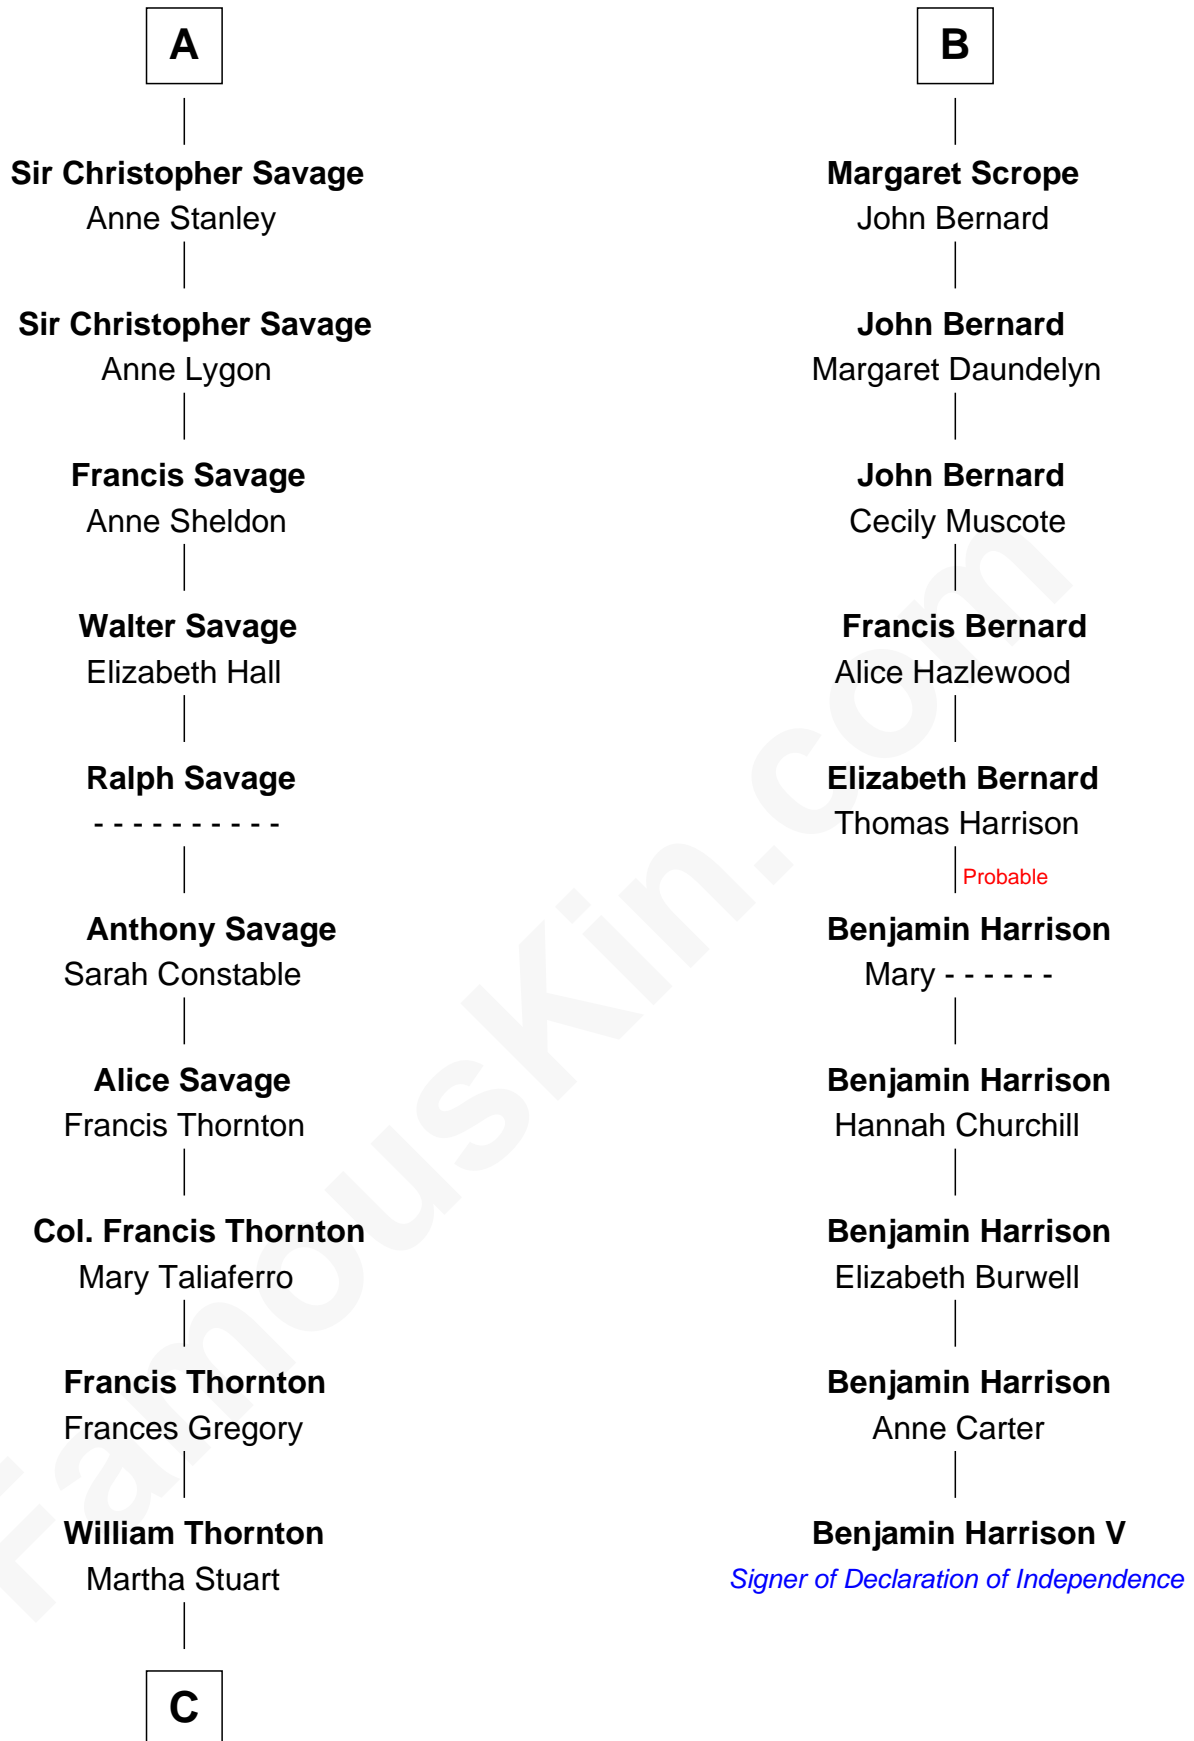 A
Sir Christopher Savage
Anne Stanley
Sir Christopher Savage
Anne Lygon
Francis Savage
Anne Sheldon
Walter Savage
Elizabeth Hall
Ralph Savage
- - - - - - - - - -
Anthony Savage
Sarah Constable
Alice Savage
Francis Thornton
Col. Francis Thornton
Mary Taliaferro
Francis Thornton
Frances Gregory
William Thornton
Martha Stuart
C
B
Margaret Scrope
John Bernard
John Bernard
Margaret Daundelyn
John Bernard
Cecily Muscote
Francis Bernard
Alice Hazlewood
Elizabeth Bernard
Thomas Harrison
Probable
Benjamin Harrison
Mary - - - - - -
Benjamin Harrison
Hannah Churchill
Benjamin Harrison
Elizabeth Burwell
Benjamin Harrison
Anne Carter
Benjamin Harrison V
Signer of Declaration of Independence
FamousKin.com